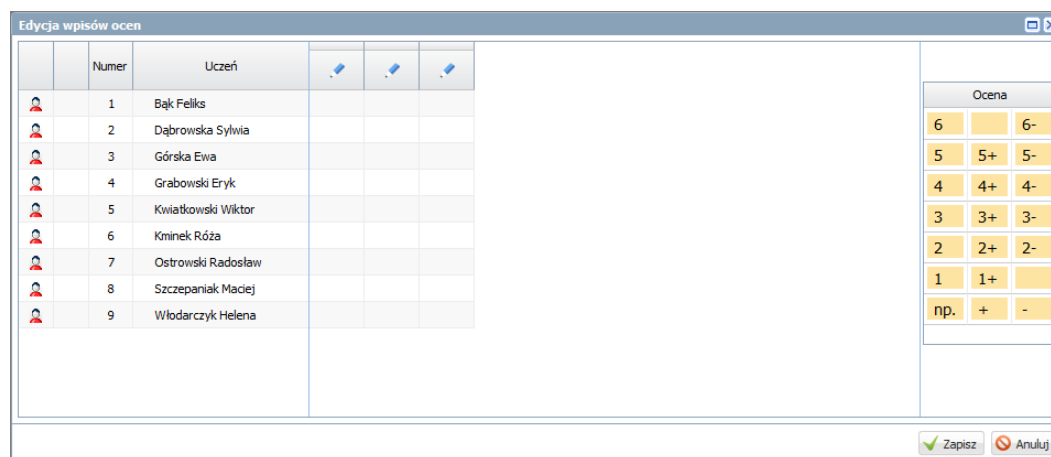 Edycja wpisów ocen
Numer Uczeń
1 Bąk Feliks
2 Dąbrowska Sylwia
3 Górska Ewa
4 Grabowski Eryk
5 Kwiatkowski Wiktor
6 Kminek Róża
7 Ostrowski Radosław
8 Szczepaniak Maciej
9 Włodarczyk Helena
Ocena
6 6-
5 5+ 5-
4 4+ 4-
3 3+ 3-
2 2+ 2-
1 1+
np. + -
Zapisz Anuluj